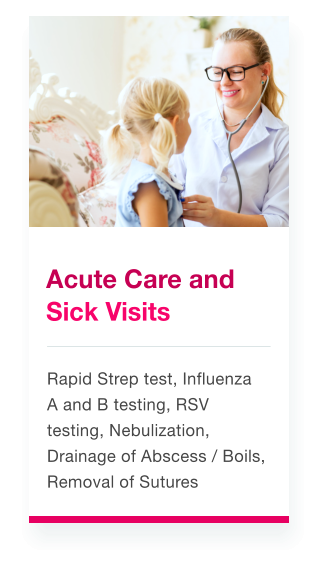 Acute Care and
Sick Visits
Rapid Strep test, Influenza
A and B testing, RSV
testing, Nebulization,
Drainage of Abscess / Boils,
Removal of Sutures